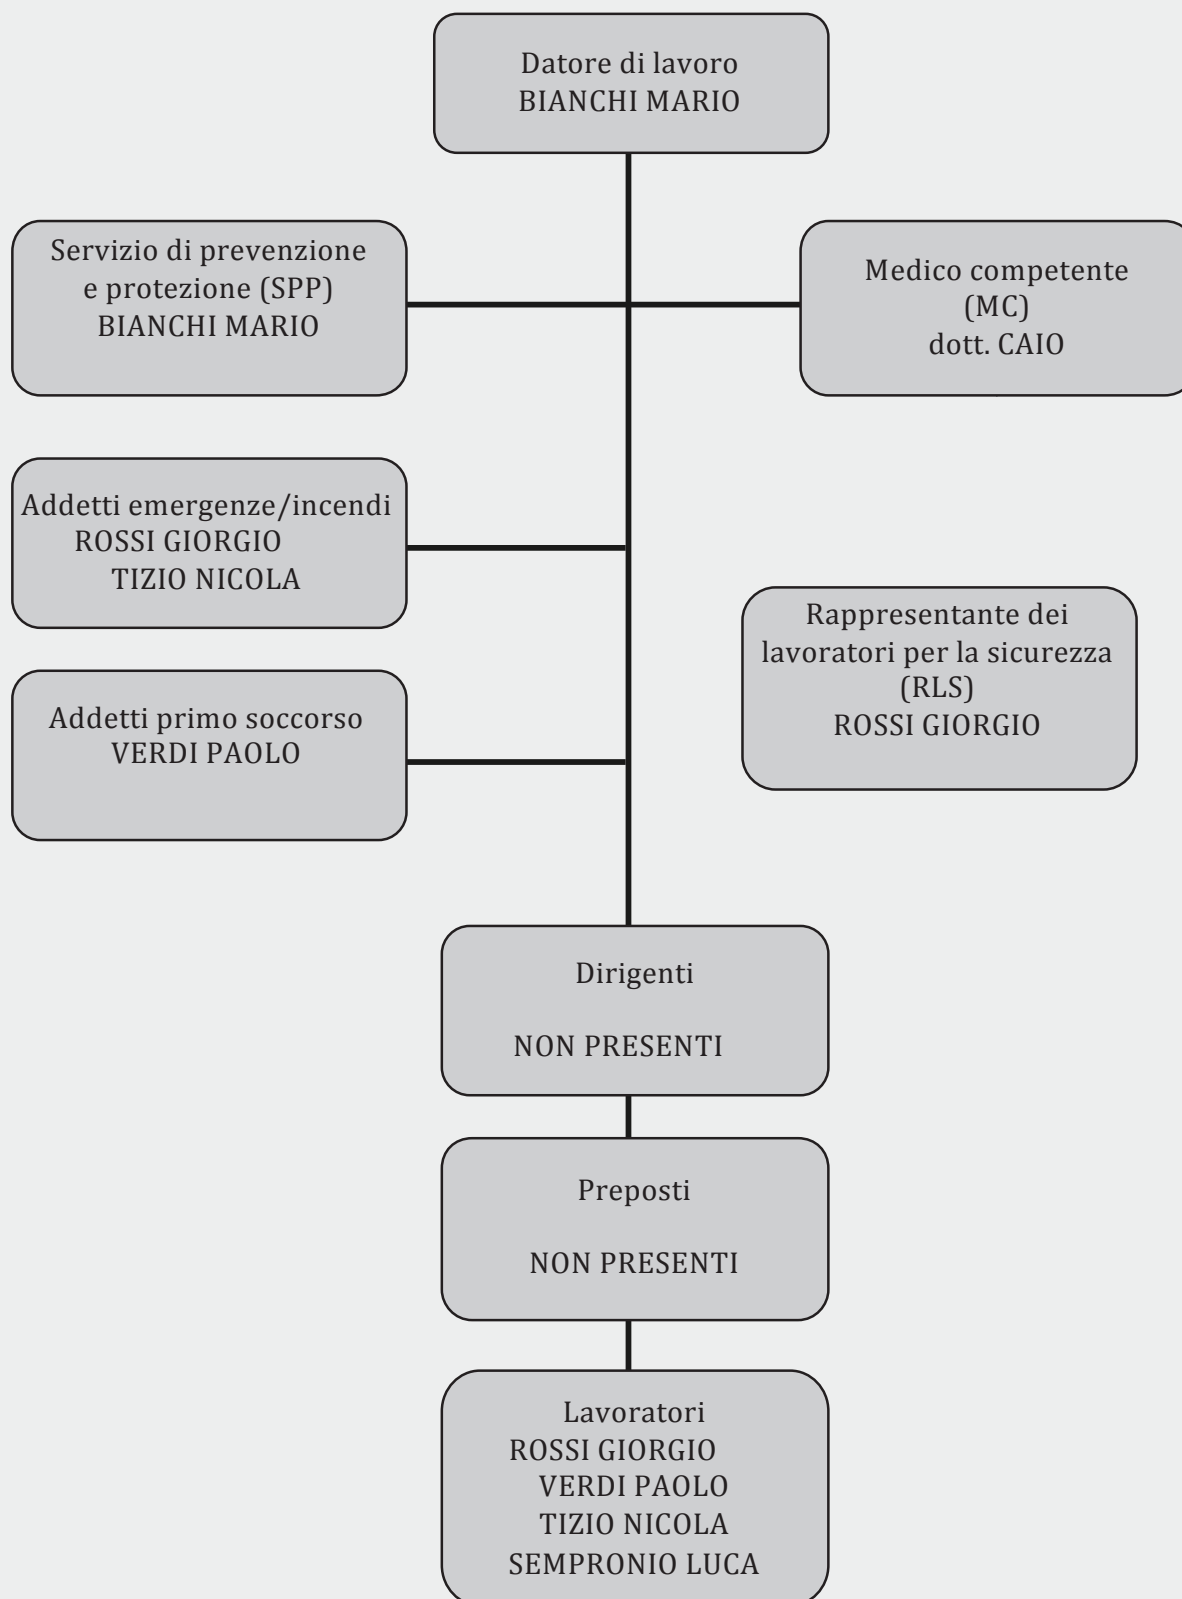 Datore di lavoro
BIANCHI MARIO
Servizio di prevenzione
e protezione (SPP)
BIANCHI MARIO
Medico competente
(MC)
dott. CAIO
Addetti emergenze/incendi
ROSSI GIORGIO
TIZIO NICOLA
Rappresentante dei
lavoratori per la sicurezza
(RLS)
ROSSI GIORGIO
Addetti primo soccorso
VERDI PAOLO
Dirigenti
NON PRESENTI
Preposti
NON PRESENTI
Lavoratori
ROSSI GIORGIO
VERDI PAOLO
TIZIO NICOLA
SEMPRONIO LUCA